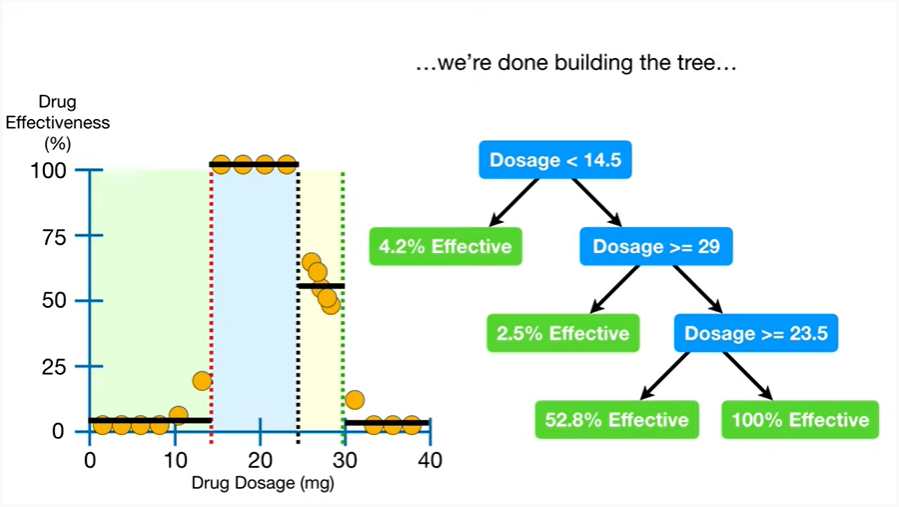 …we're done building the tree…
Drug
Effectiveness
(%)
100
75
50
25
0
0 10 20 30 40
Drug Dosage (mg)
Dosage < 14.5
4.2% Effective
Dosage >= 29
2.5% Effective
Dosage >= 23.5
52.8% Effective
100% Effective